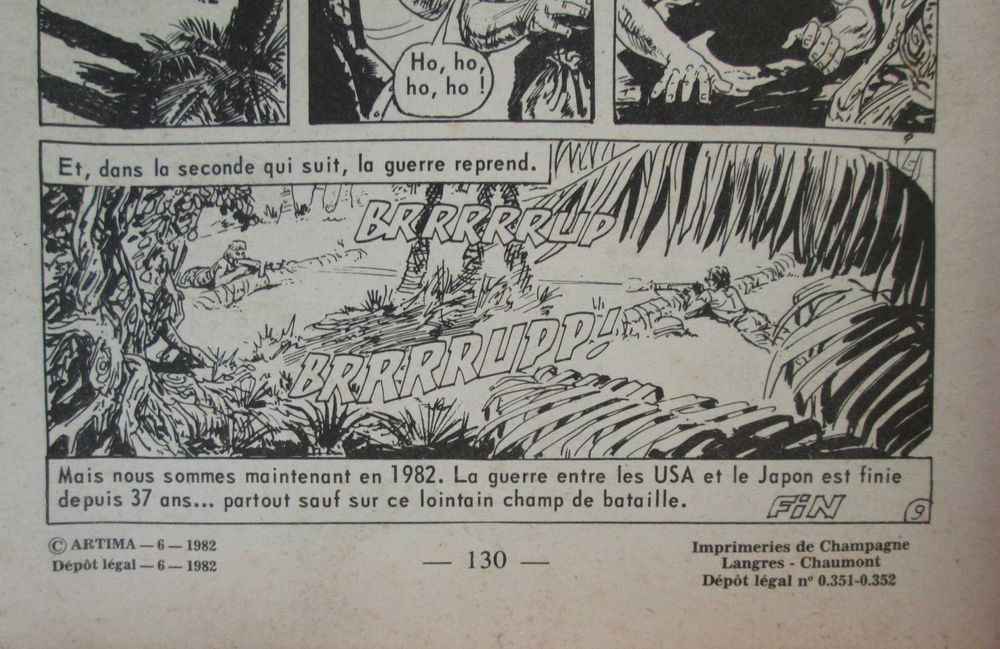 Ho, ho,
ho, ho !
Et, dans la seconde qui suit, la guerre reprend.
BRRRRRUP
BRRRRRUPP!
Mais nous sommes maintenant en 1982. La guerre entre les USA et le Japon est finie
depuis 37 ans... partout sauf sur ce lointain champ de bataille.
FiN
9
© ARTIMA — 6 — 1982
Dépôt légal — 6 — 1982
— 130 —
Imprimeries de Champagne
Langres - Chaumont
Dépôt légal nº 0.351-0.352